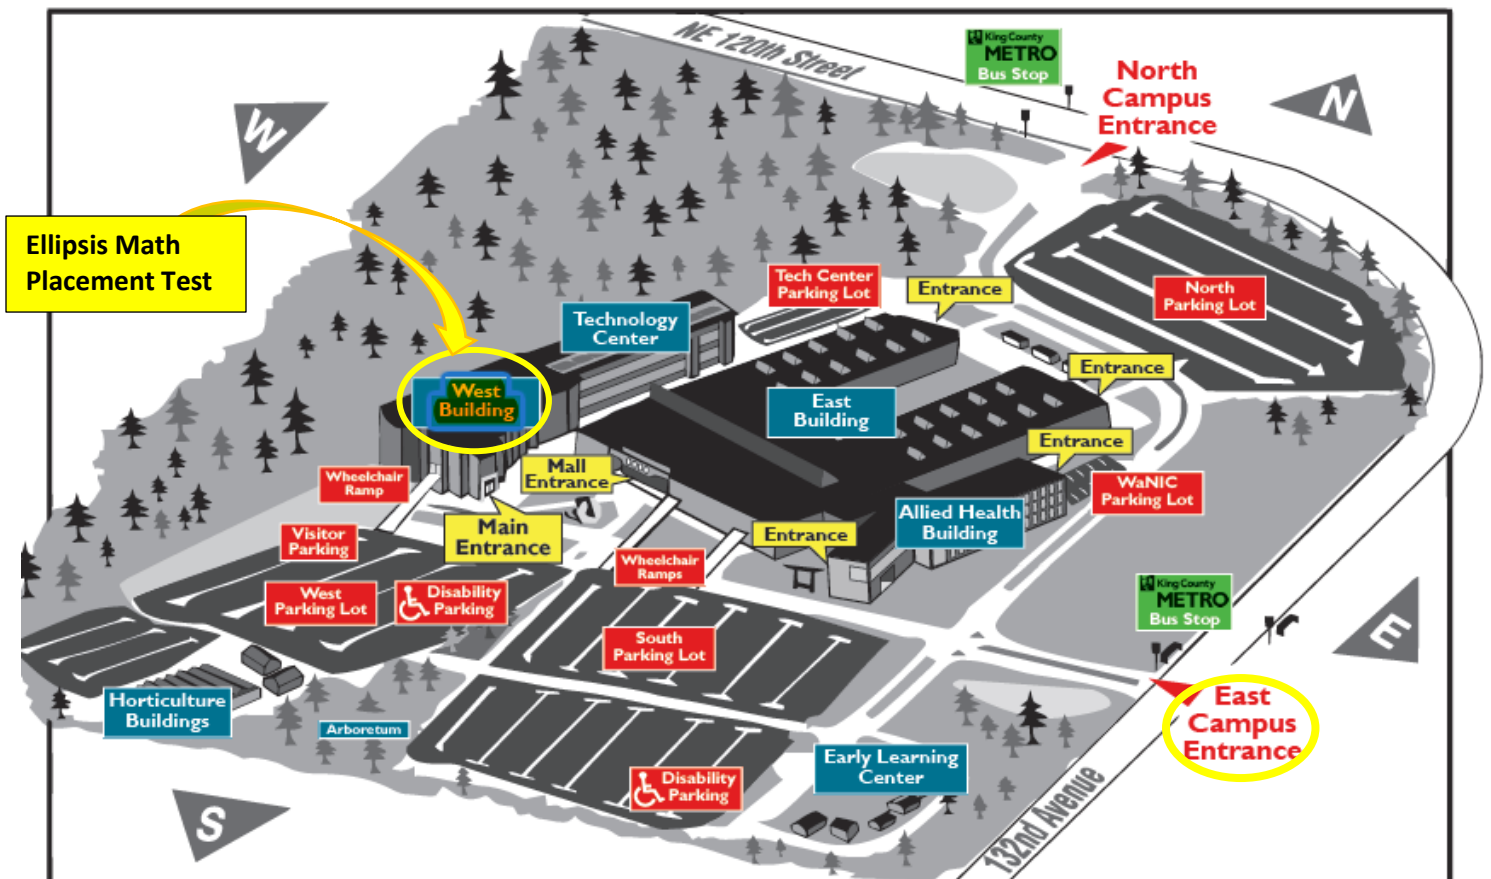 NE 120th Street
King County
METRO
Bus Stop
North
Campus
Entrance
N
W
Ellipsis Math
Placement Test
Tech Center
Parking Lot
Entrance
North
Parking Lot
Technology
Center
Entrance
West
Building
East
Building
Entrance
Mall
Entrance
Wheelchair
Ramp
WaNIC
Parking Lot
Allied Health
Building
Main
Entrance
Visitor
Parking
Entrance
Wheelchair
Ramps
West
Parking Lot
Disability
Parking
King County
METRO
Bus Stop
E
South
Parking Lot
Horticulture
Buildings
Arboretum
East
Campus
Entrance
Early Learning
Center
Disability
Parking
S
132nd Avenue